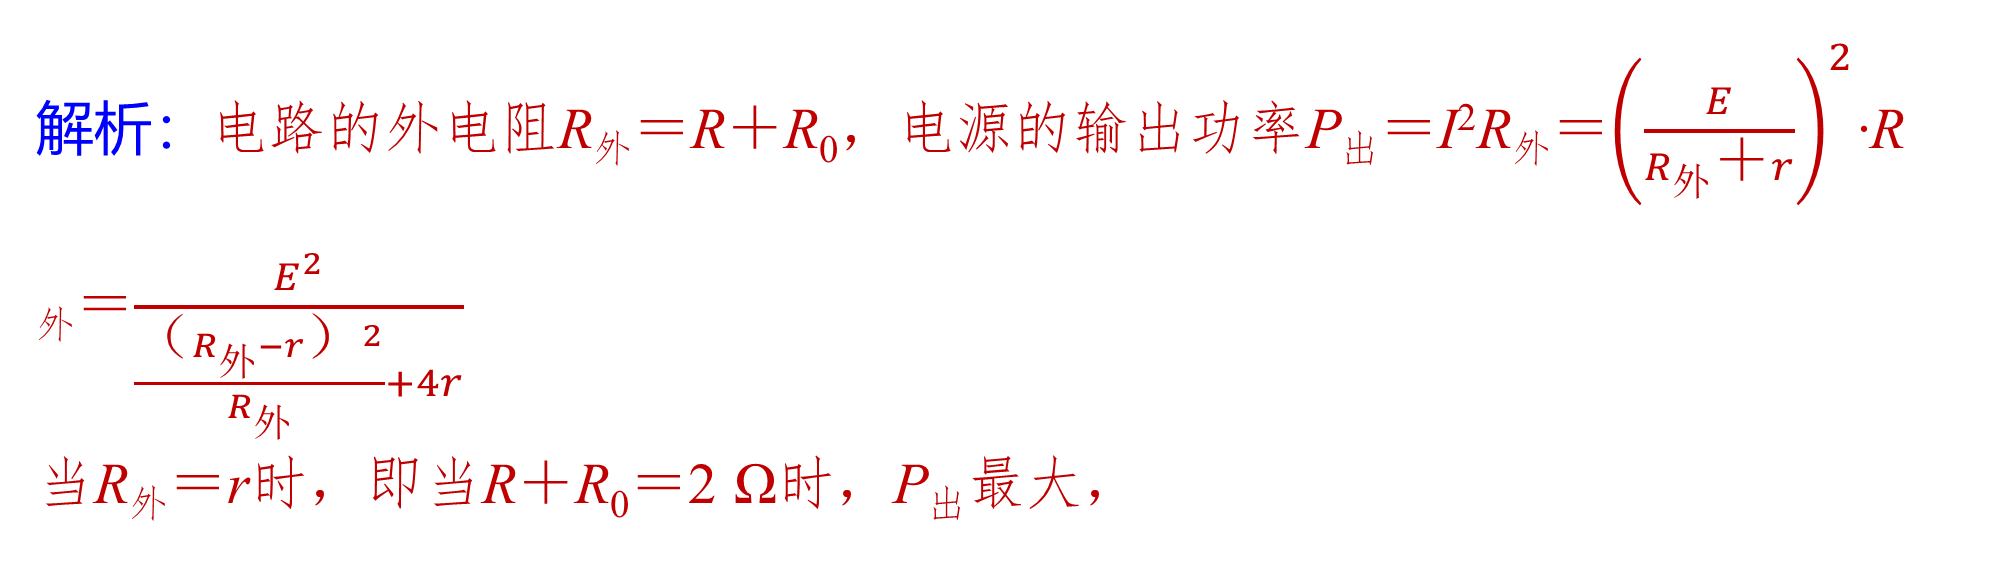 解析：电路的外电阻R外＝R＋R0，电源的输出功率P出＝I²R外＝(E/(R外＋r))²·R
外＝E²/((R外−r)²/R外+4r)
当R外＝r时，即当R＋R0＝2 Ω时，P出最大，